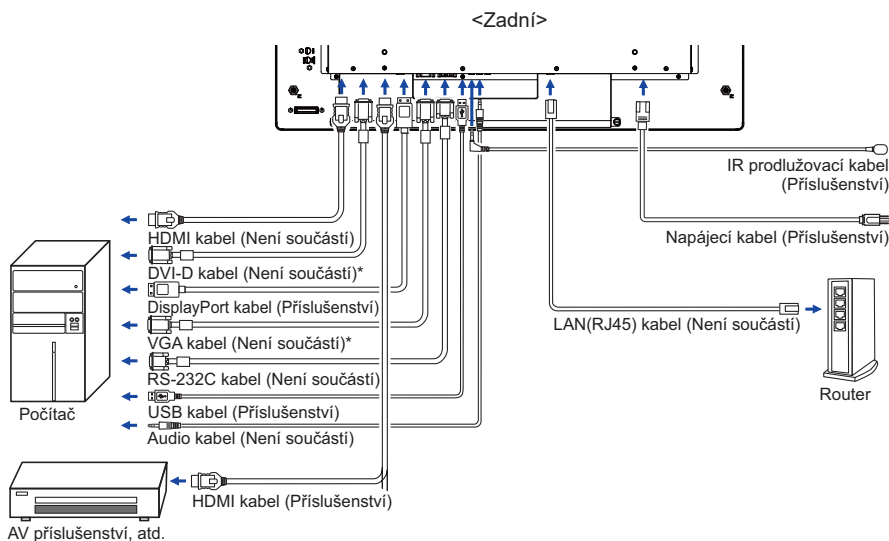 <Zadní>
IR prodlužovací kabel
(Příslušenství)
Napájecí kabel (Příslušenství)
HDMI kabel (Není součástí)
DVI-D kabel (Není součástí)*
DisplayPort kabel (Příslušenství)
VGA kabel (Není součástí)*
RS-232C kabel (Není součástí)
USB kabel (Příslušenství)
Audio kabel (Není součástí)
LAN(RJ45) kabel (Není součástí)
Počítač
Router
HDMI kabel (Příslušenství)
AV příslušenství, atd.